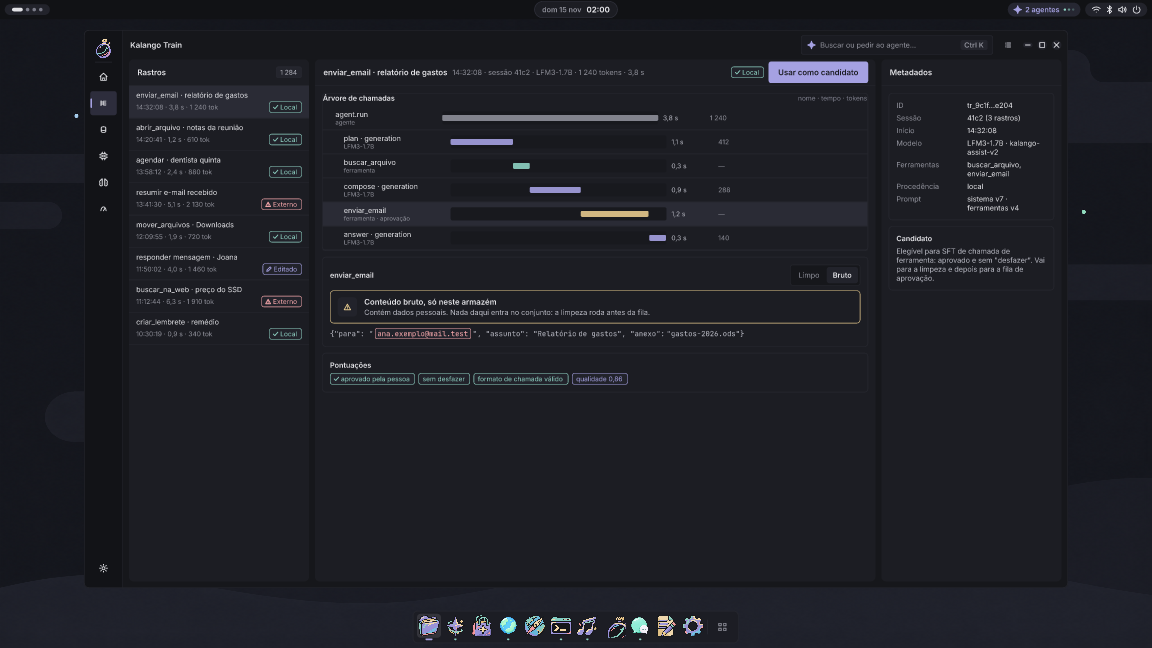 dom 15 nov 02:00
2 agentes
Kalango Train
Buscar ou pedir ao agente... Ctrl K
Rastros 1 284
enviar_email · relatório de gastos
14:32:08 · 3,8 s · 1 240 tok Local
abrir_arquivo · notas da reunião
14:20:41 · 1,2 s · 610 tok Local
agendar · dentista quinta
13:58:12 · 2,4 s · 880 tok Local
resumir e-mail recebido
13:41:30 · 5,1 s · 2 130 tok Externo
mover_arquivos · Downloads
12:09:55 · 1,9 s · 720 tok Local
responder mensagem · Joana
11:50:02 · 4,0 s · 1 460 tok Editado
buscar_na_web · preço do SSD
11:12:44 · 6,3 s · 1 910 tok Externo
criar_lembrete · remédio
10:30:19 · 0,9 s · 340 tok Local
enviar_email · relatório de gastos 14:32:08 · sessão 41c2 · LFM3-1.7B · 1 240 tokens · 3,8 s Local Usar como candidato
Árvore de chamadas nome · tempo · tokens
agent.run 3,8 s 1 240
agente
plan · generation 1,1 s 412
LFM3-1.7B
buscar_arquivo 0,3 s —
ferramenta
compose · generation 0,9 s 288
LFM3-1.7B
enviar_email 1,2 s —
ferramenta · aprovação
answer · generation 0,3 s 140
LFM3-1.7B
enviar_email Limpo Bruto
Conteúdo bruto, só neste armazém
Contém dados pessoais. Nada daqui entra no conjunto: a limpeza roda antes da fila.
{"para": "ana.exemplo@mail.test", "assunto": "Relatório de gastos", "anexo": "gastos-2026.ods"}
Pontuações
aprovado pela pessoa sem desfazer formato de chamada válido qualidade 0,86
Metadados
ID tr_9c1f…e204
Sessão 41c2 (3 rastros)
Início 14:32:08
Modelo LFM3-1.7B · kalango-
assist-v2
Ferramentas buscar_arquivo,
enviar_email
Procedência local
Prompt sistema v7 ·
ferramentas v4
Candidato
Elegível para SFT de chamada de
ferramenta: aprovado e sem "desfazer". Vai
para a limpeza e depois para a fila de
aprovação.